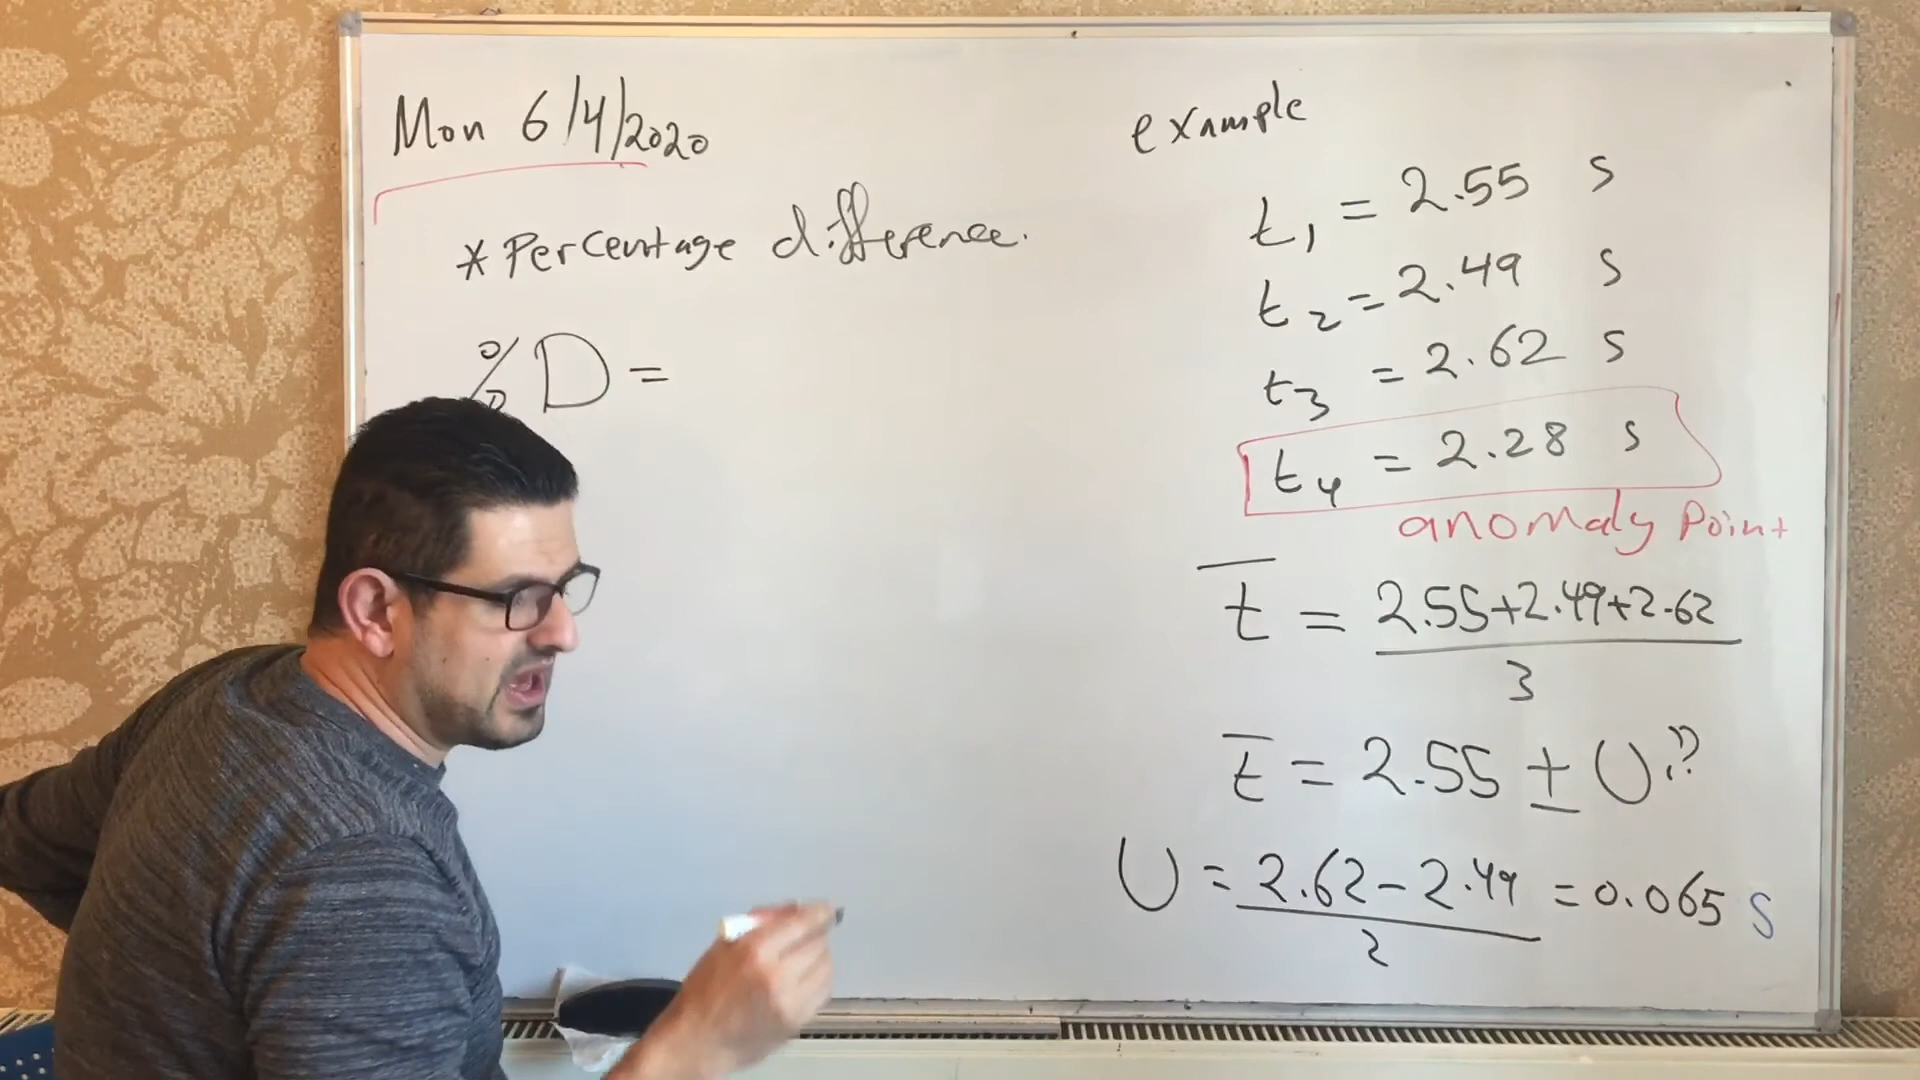 Mon 6/4/2020
* Percentage difference.
% D =
example
t₁ = 2.55 s
t₂ = 2.49 s
t₃ = 2.62 s
t₄ = 2.28 s
anomaly Point
t̄ = 2.55+2.49+2.62
3
t̄ = 2.55 ± U??
U = 2.62 - 2.49 = 0.065 s
2